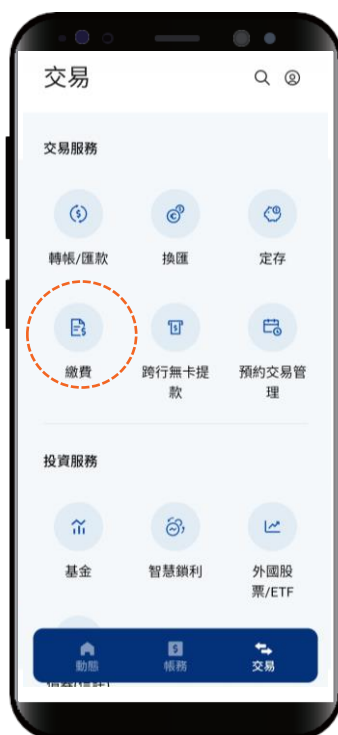 交易
交易服務
轉帳/匯款
換匯
定存
繳費
跨行無卡提
款
預約交易管
理
投資服務
基金
智慧鎖利
外國股
票/ETF
動態
帳務
交易